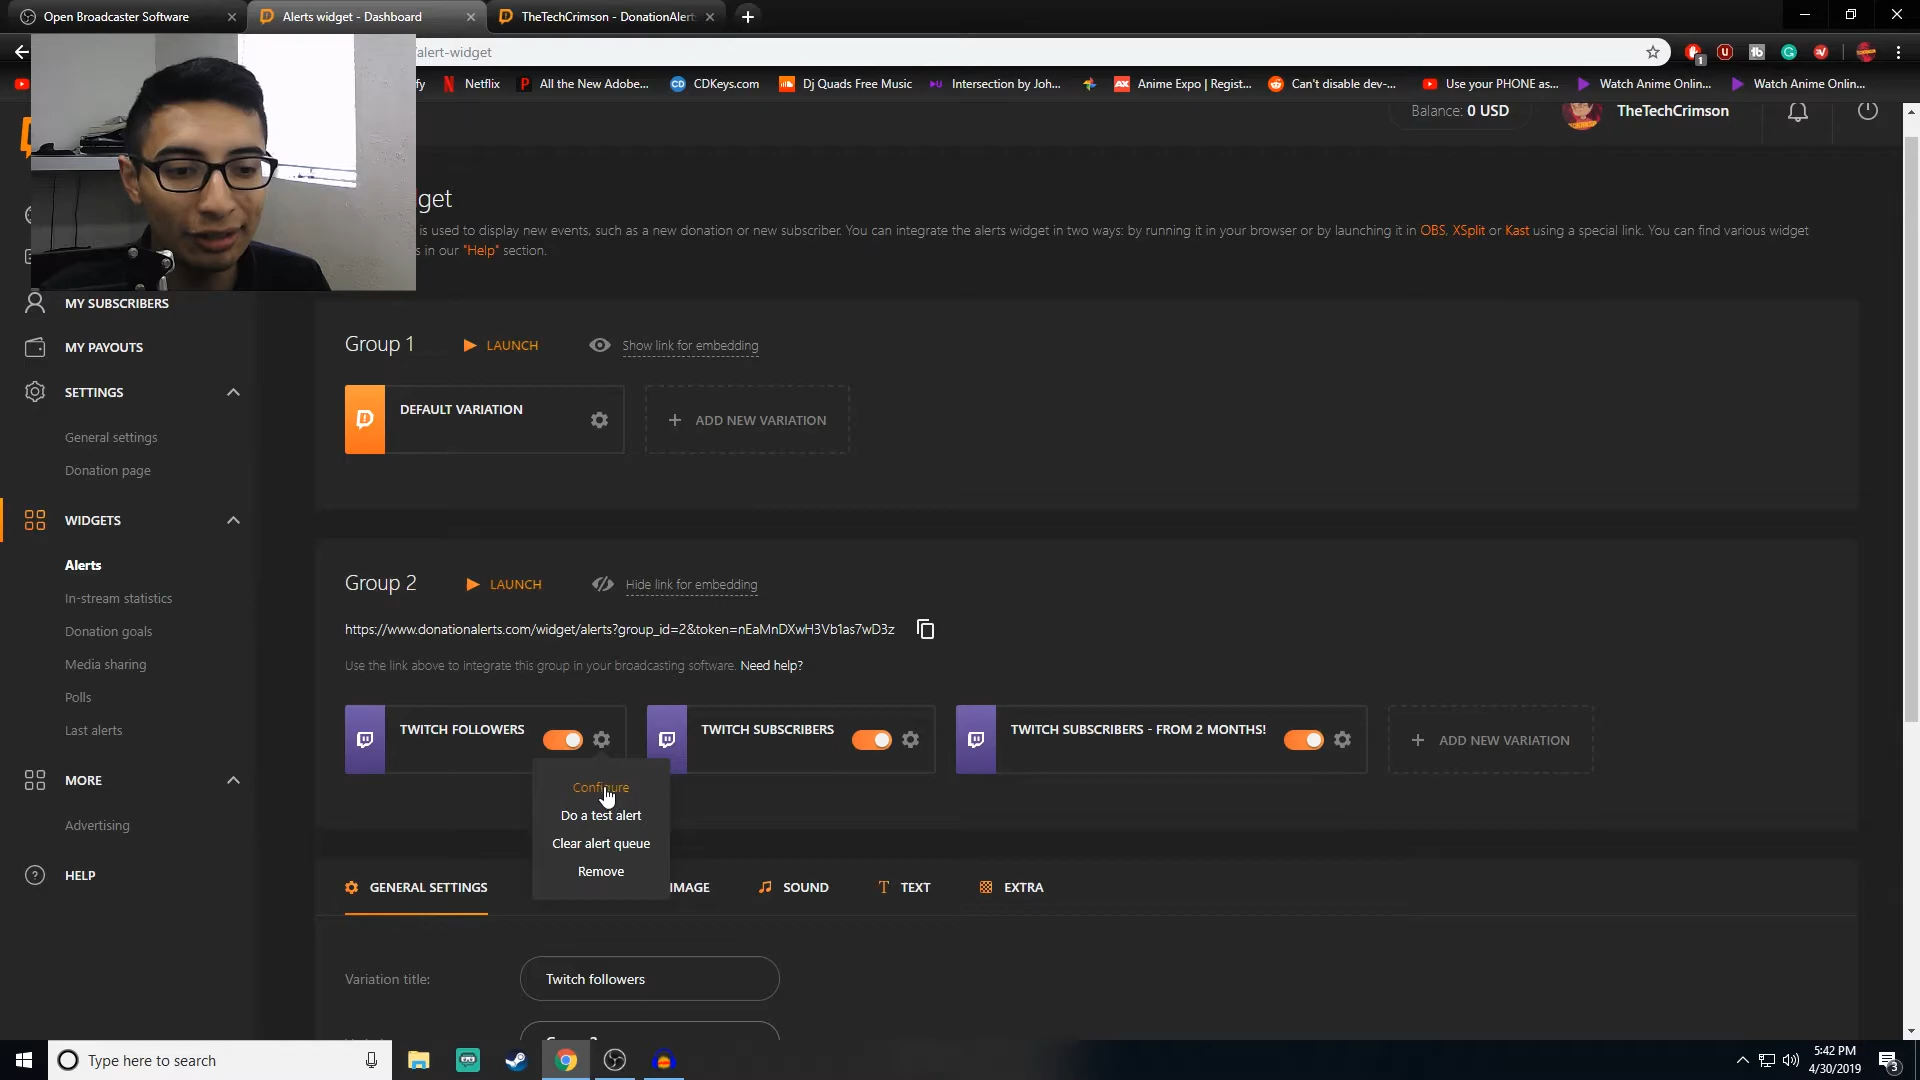 Open Broadcaster Software
Alerts widget - Dashboard
TheTechCrimson - DonationAlert
alert-widget
1
fy
Netflix
All the New Adobe...
CDKeys.com
Dj Quads Free Music
Intersection by Joh...
Anime Expo | Regist...
Can't disable dev-...
Use your PHONE as...
Watch Anime Onlin...
Watch Anime Onlin...
Balance: 0 USD
TheTechCrimson
dget
is used to display new events, such as a new donation or new subscriber. You can integrate the alerts widget in two ways: by running it in your browser or by launching it in OBS, XSplit or Kast using a special link. You can find various widget
s in our "Help" section.
MY SUBSCRIBERS
MY PAYOUTS
SETTINGS
General settings
Donation page
WIDGETS
Alerts
In-stream statistics
Donation goals
Media sharing
Polls
Last alerts
MORE
Advertising
HELP
Group 1
LAUNCH
Show link for embedding
DEFAULT VARIATION
+ ADD NEW VARIATION
Group 2
LAUNCH
Hide link for embedding
https://www.donationalerts.com/widget/alerts?group_id=2&token=nEaMnDXwH3Vb1as7wD3z
Use the link above to integrate this group in your broadcasting software. Need help?
TWITCH FOLLOWERS
TWITCH SUBSCRIBERS
TWITCH SUBSCRIBERS - FROM 2 MONTHS!
+ ADD NEW VARIATION
Configure
Do a test alert
Clear alert queue
Remove
GENERAL SETTINGS
IMAGE
SOUND
TEXT
EXTRA
Variation title:
Twitch followers
Type here to search
5:42 PM
4/30/2019
3